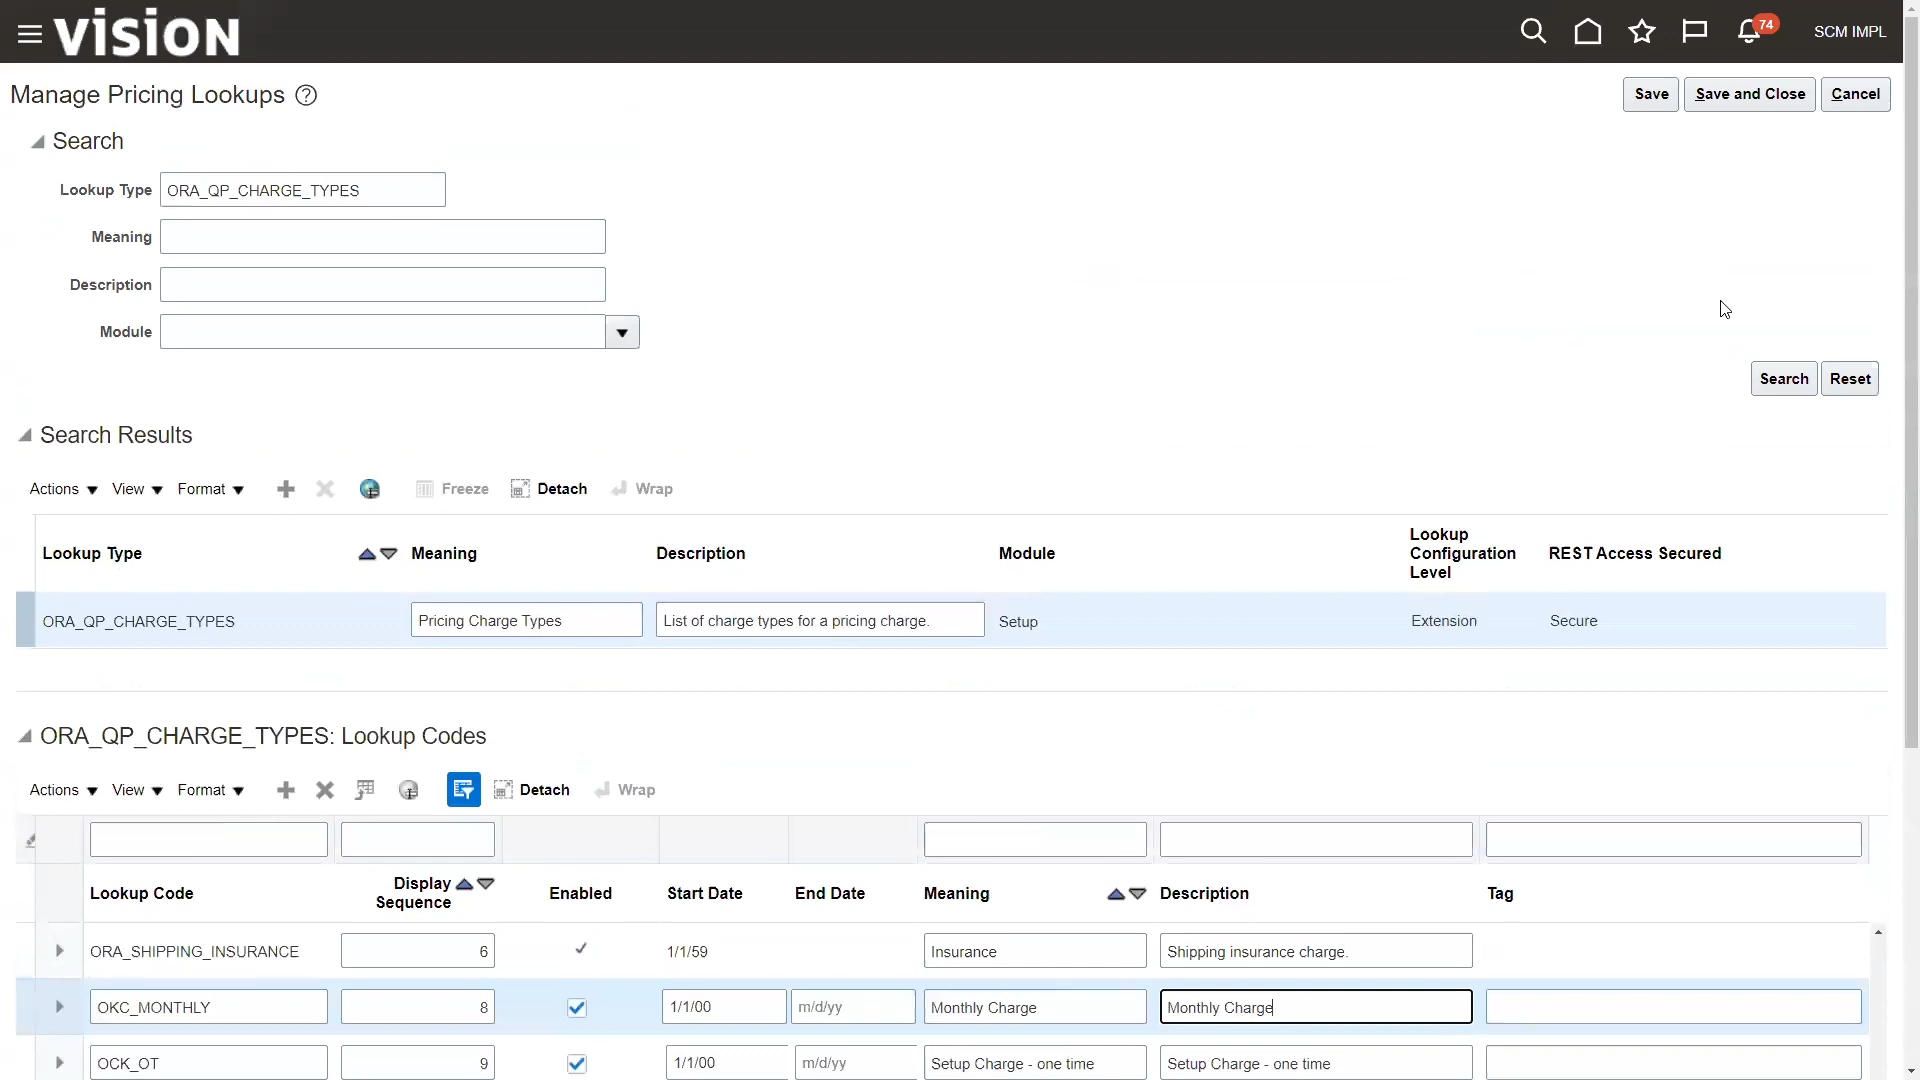 vision
74
SCM IMPL
Manage Pricing Lookups ?
Save
Save and Close
Cancel
Search
Lookup Type ORA_QP_CHARGE_TYPES
Meaning
Description
Module
Search
Reset
Search Results
Actions View Format Freeze Detach Wrap
Lookup Type Meaning Description Module Lookup Configuration Level REST Access Secured
ORA_QP_CHARGE_TYPES Pricing Charge Types List of charge types for a pricing charge. Setup Extension Secure
ORA_QP_CHARGE_TYPES: Lookup Codes
Actions View Format Detach Wrap
Lookup Code Display Sequence Enabled Start Date End Date Meaning Description Tag
ORA_SHIPPING_INSURANCE 6 1/1/59 Insurance Shipping insurance charge.
OKC_MONTHLY 8 1/1/00 m/d/yy Monthly Charge Monthly Charge
OCK_OT 9 1/1/00 m/d/yy Setup Charge - one time Setup Charge - one time